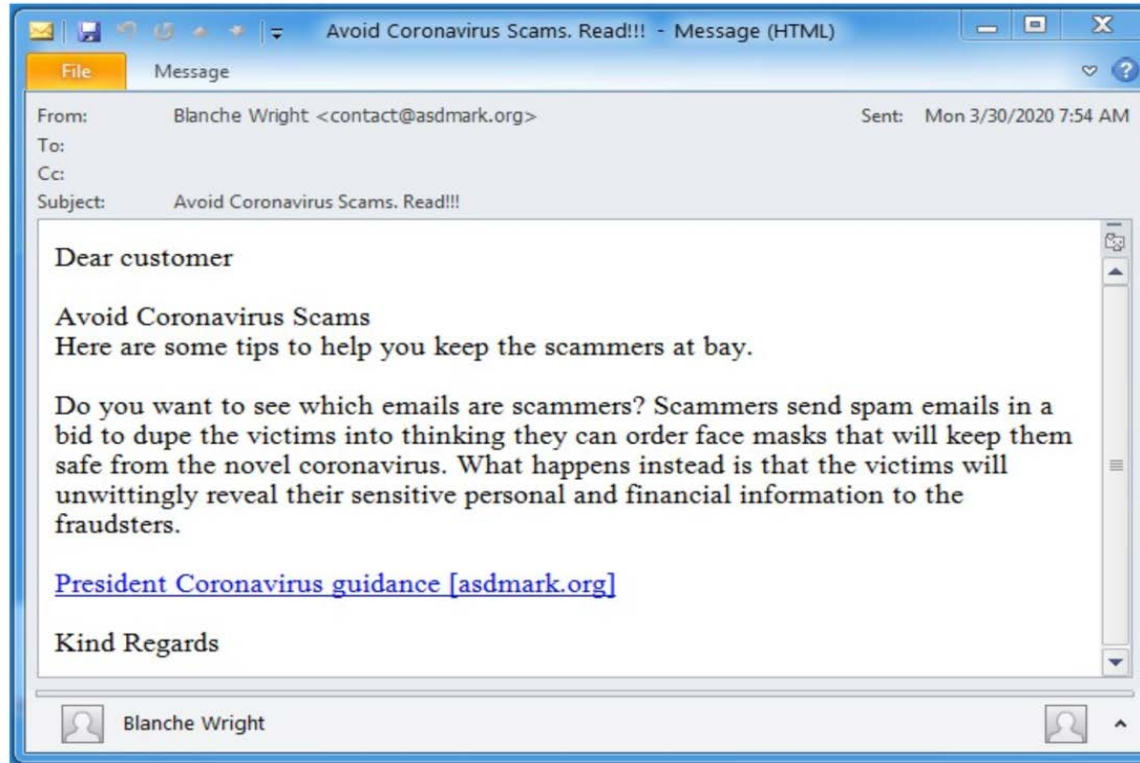 Avoid Coronavirus Scams. Read!!! - Message (HTML)
File Message
From: Blanche Wright <contact@asdmark.org> Sent: Mon 3/30/2020 7:54 AM
To:
Cc:
Subject: Avoid Coronavirus Scams. Read!!!
Dear customer
Avoid Coronavirus Scams
Here are some tips to help you keep the scammers at bay.
Do you want to see which emails are scammers? Scammers send spam emails in a
bid to dupe the victims into thinking they can order face masks that will keep them
safe from the novel coronavirus. What happens instead is that the victims will
unwittingly reveal their sensitive personal and financial information to the
fraudsters.
President Coronavirus guidance [asdmark.org]
Kind Regards
Blanche Wright